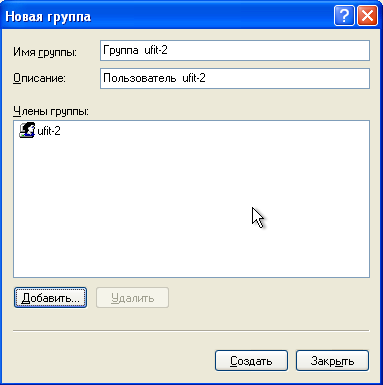 Новая группа
Имя группы: Группа ufit-2
Описание: Пользователь ufit-2
Члены группы:
ufit-2
Добавить... Удалить
Создать Закрыть